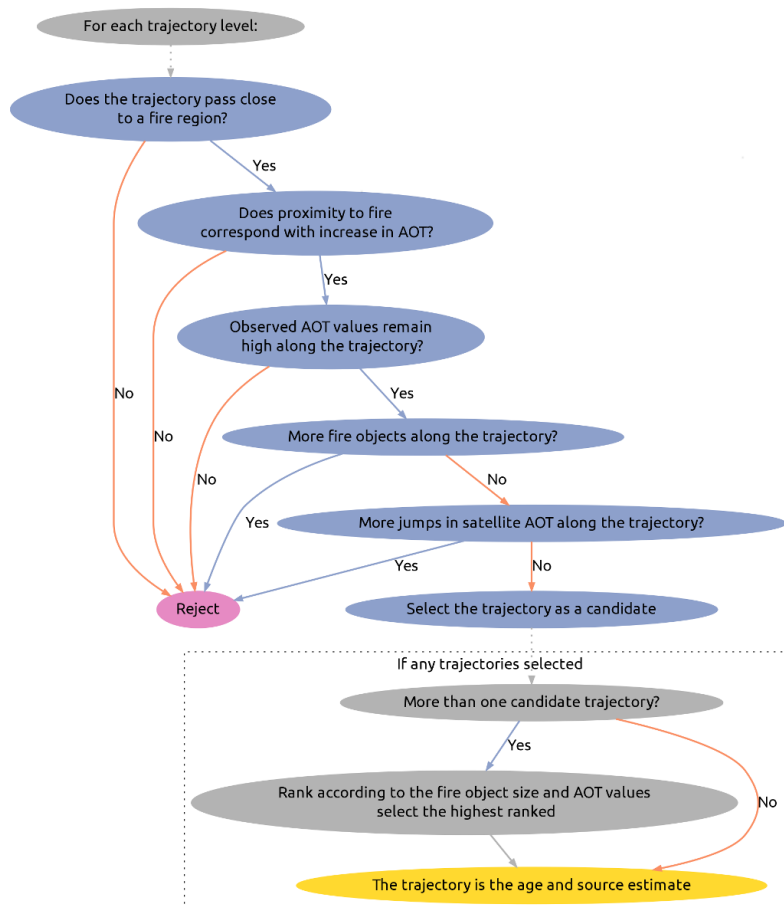 For each trajectory level:
Does the trajectory pass close
to a fire region?
Yes
Does proximity to fire
correspond with increase in AOT?
Yes
Observed AOT values remain
high along the trajectory?
No
Yes
No
More fire objects along the trajectory?
No
No
Yes
More jumps in satellite AOT along the trajectory?
Yes
No
Reject
Select the trajectory as a candidate
If any trajectories selected
More than one candidate trajectory?
Yes
Rank according to the fire object size and AOT values
select the highest ranked
No
The trajectory is the age and source estimate